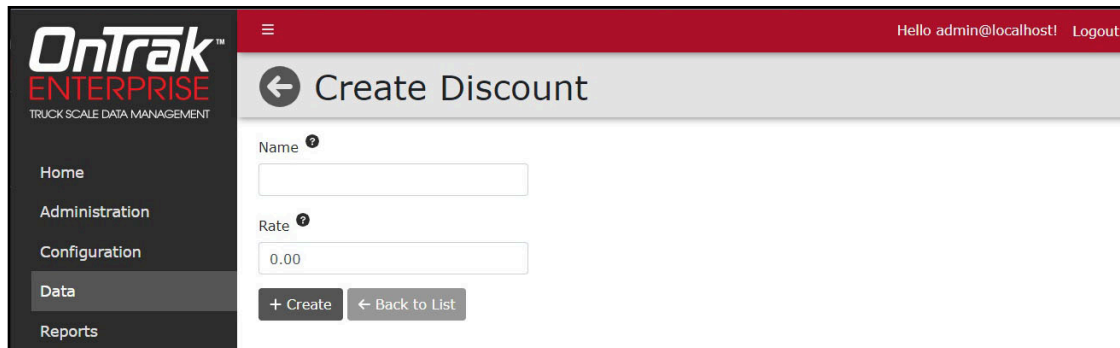 OnTrak™
ENTERPRISE
TRUCK SCALE DATA MANAGEMENT
Home
Administration
Configuration
Data
Reports
Hello admin@localhost! Logout
Create Discount
Name
Rate
0.00
+ Create ← Back to List